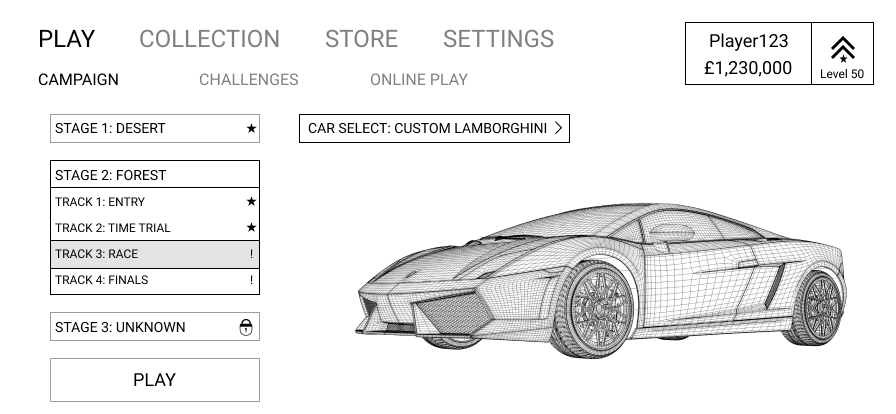 PLAY COLLECTION STORE SETTINGS
Player123
£1,230,000
Level 50
CAMPAIGN CHALLENGES ONLINE PLAY
STAGE 1: DESERT ★
CAR SELECT: CUSTOM LAMBORGHINI
STAGE 2: FOREST
TRACK 1: ENTRY ★
TRACK 2: TIME TRIAL ★
TRACK 3: RACE !
TRACK 4: FINALS !
STAGE 3: UNKNOWN
PLAY